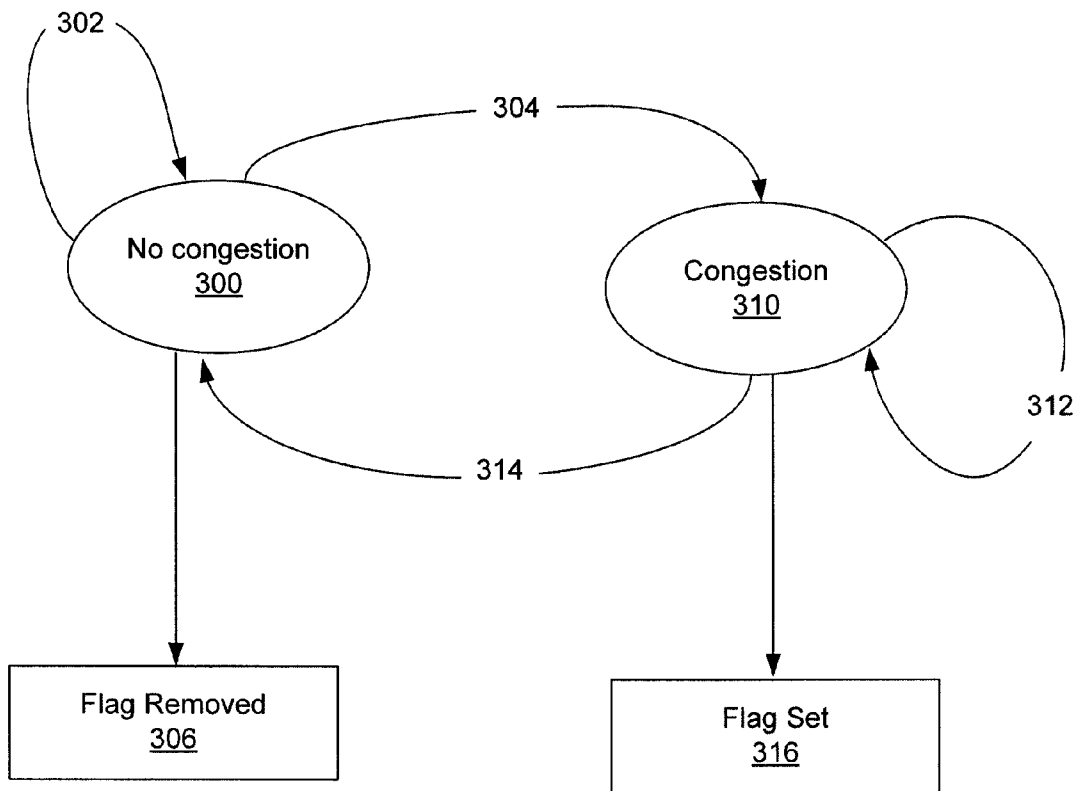 302
304
No congestion
300
Congestion
310
312
314
Flag Removed
306
Flag Set
316